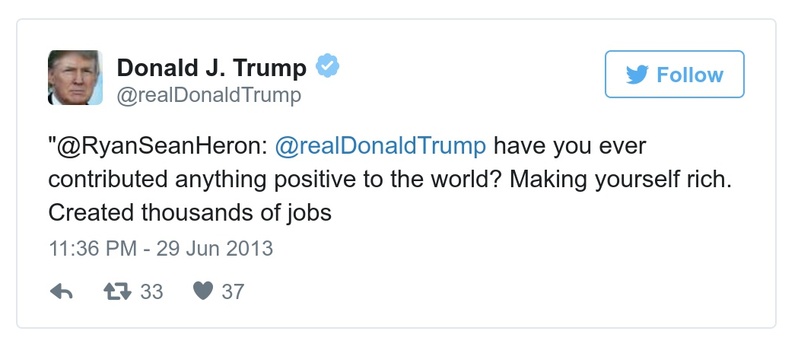 Donald J. Trump
@realDonaldTrump
Follow
"@RyanSeanHeron: @realDonaldTrump have you ever
contributed anything positive to the world? Making yourself rich.
Created thousands of jobs
11:36 PM - 29 Jun 2013
33 37